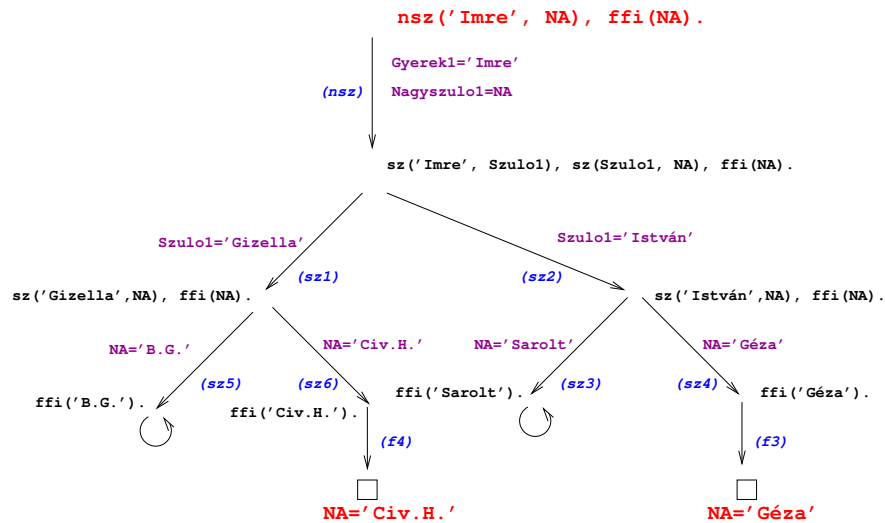 nsz('Imre', NA), ffi(NA).
Gyerek1='Imre'
(nsz) Nagyszulo1=NA
sz('Imre', Szulo1), sz(Szulo1, NA), ffi(NA).
Szulo1='Gizella' Szulo1='István'
(sz1) (sz2)
sz('Gizella',NA), ffi(NA). sz('István',NA), ffi(NA).
NA='B.G.' NA='Civ.H.' NA='Sarolt' NA='Géza'
(sz5) (sz6) (sz3) (sz4)
ffi('B.G.'). ffi('Civ.H.'). ffi('Sarolt'). ffi('Géza').
(f4) (f3)
NA='Civ.H.' NA='Géza'